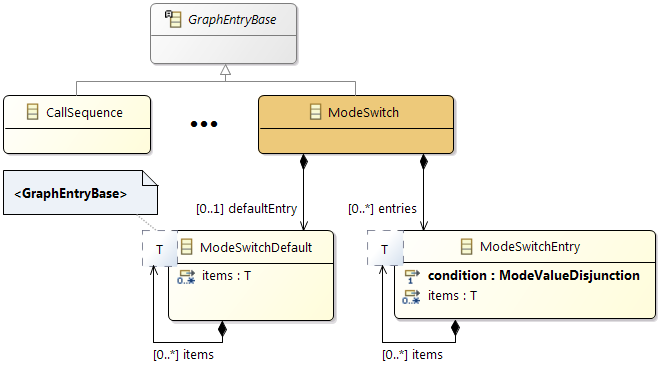 GraphEntryBase
CallSequence
•••
ModeSwitch
<GraphEntryBase>
[0..1] defaultEntry
[0..*] entries
T
ModeSwitchDefault
T
ModeSwitchEntry
0..* items : T
1 condition : ModeValueDisjunction
0..* items : T
[0..*] items
[0..*] items